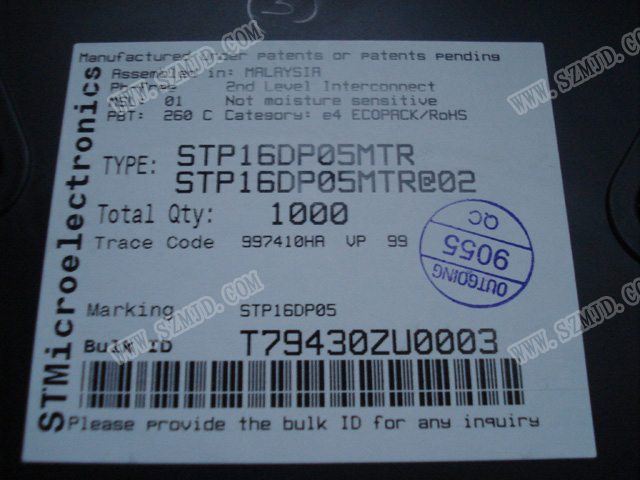 3
Manufactured under patents or patents pending
Assembled in: MALAYSIA
2nd Level Interconnect
MSL: 01 Not moisture sensitive
PBT: 260 C Category: e4 ECOPACK/RoHS
TYPE: STP16DP05MTR
STP16DP05MTR@02
Total Qty: 1000
Trace Code 997410HA VP 99
Marking STP16DP05
Bulk ID T79430ZU0003
Please provide the bulk ID for any inquiry
STMicroelectronics
OUTGOING
9055
QC
WWW.SZMJD.COM
WWW.SZMJD.COM
WWW.SZMJD.COM
WWW.SZMJD.COM